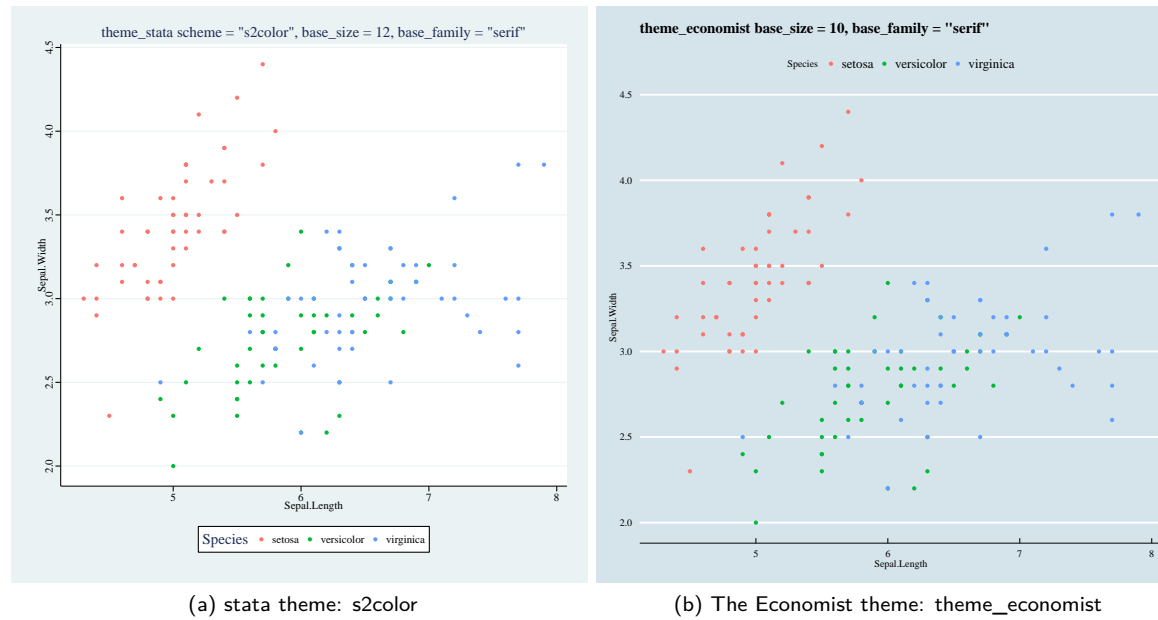 theme_stata scheme = "s2color", base_size = 12, base_family = "serif"
4.5
4.0
3.5
3.0
2.5
2.0
Sepal.Width
5
6
7
8
Sepal.Length
Species setosa versicolor virginica
(a) stata theme: s2color
theme_economist base_size = 10, base_family = "serif"
Species setosa versicolor virginica
4.5
4.0
3.5
3.0
2.5
2.0
Sepal.Width
5
6
7
8
Sepal.Length
(b) The Economist theme: theme_economist